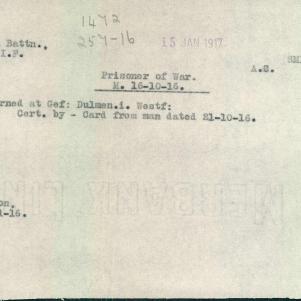 1472
257-16
15 JAN 1917
Battn.,
I.F.
SM
A.S.
Prisoner of War.
M. 16-10-16.
rned at Gef: Dulmen.i. Westf:
Cert. by - Card from man dated 21-10-16.
on.
1-16.